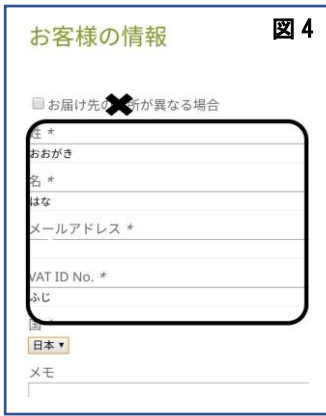 お客様の情報
図4
お届け先の所が異なる場合
姓 *
おおがき
名 *
はな
メールアドレス *
VAT ID No. *
ふじ
国 *
日本 ▾
メモ